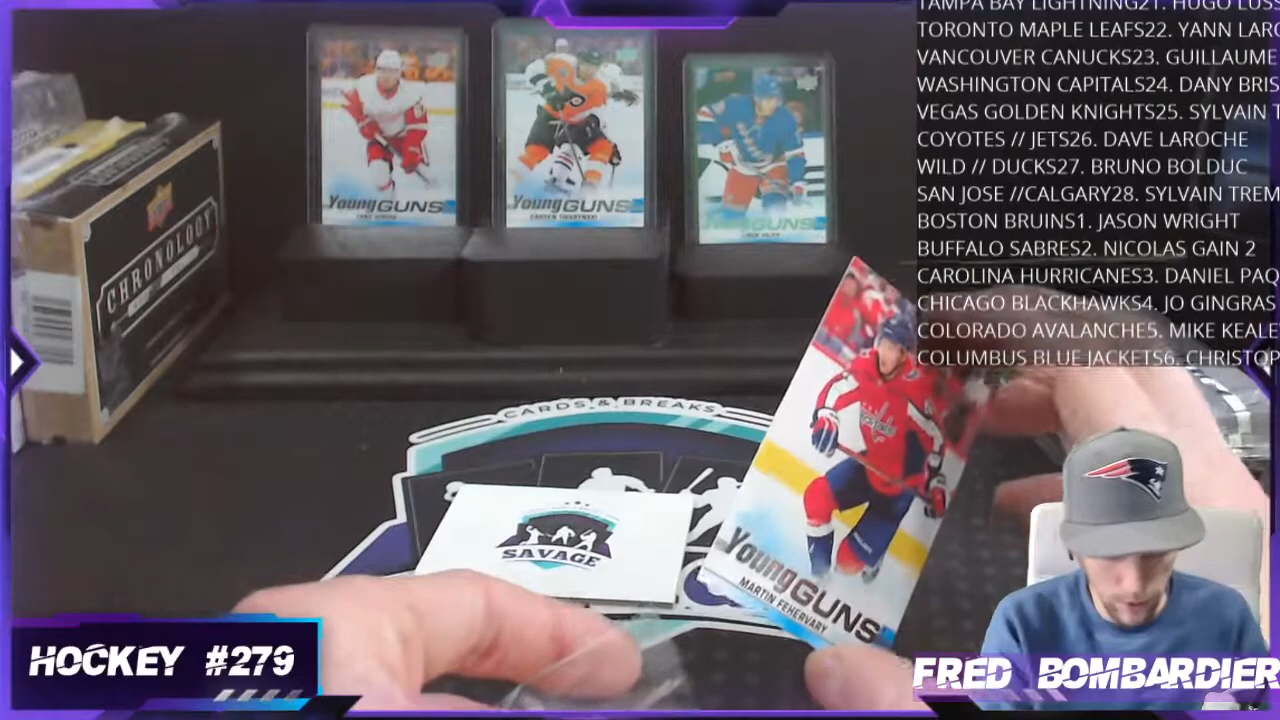 TAMPA BAY LIGHTNING21. HUGO LUSS
TORONTO MAPLE LEAFS22. YANN LARO
VANCOUVER CANUCKS23. GUILLAUME
WASHINGTON CAPITALS24. DANY BRIS
VEGAS GOLDEN KNIGHTS25. SYLVAIN T
COYOTES // JETS26. DAVE LAROCHE
WILD // DUCKS27. BRUNO BOLDUC
SAN JOSE //CALGARY28. SYLVAIN TREM
BOSTON BRUINS1. JASON WRIGHT
BUFFALO SABRES2. NICOLAS GAIN 2
CAROLINA HURRICANES3. DANIEL PAQ
CHICAGO BLACKHAWKS4. JO GINGRAS
COLORADO AVALANCHE5. MIKE KEALE
COLUMBUS BLUE JACKETS6. CHRISTOP
Young GUNS
Young GUNS
GUNS
CHRONOLOGY
CARDS & BREAKS
SAVAGE
Young GUNS
MARTIN FEHERVARY
HOCKEY #279
FRED BOMBARDIER